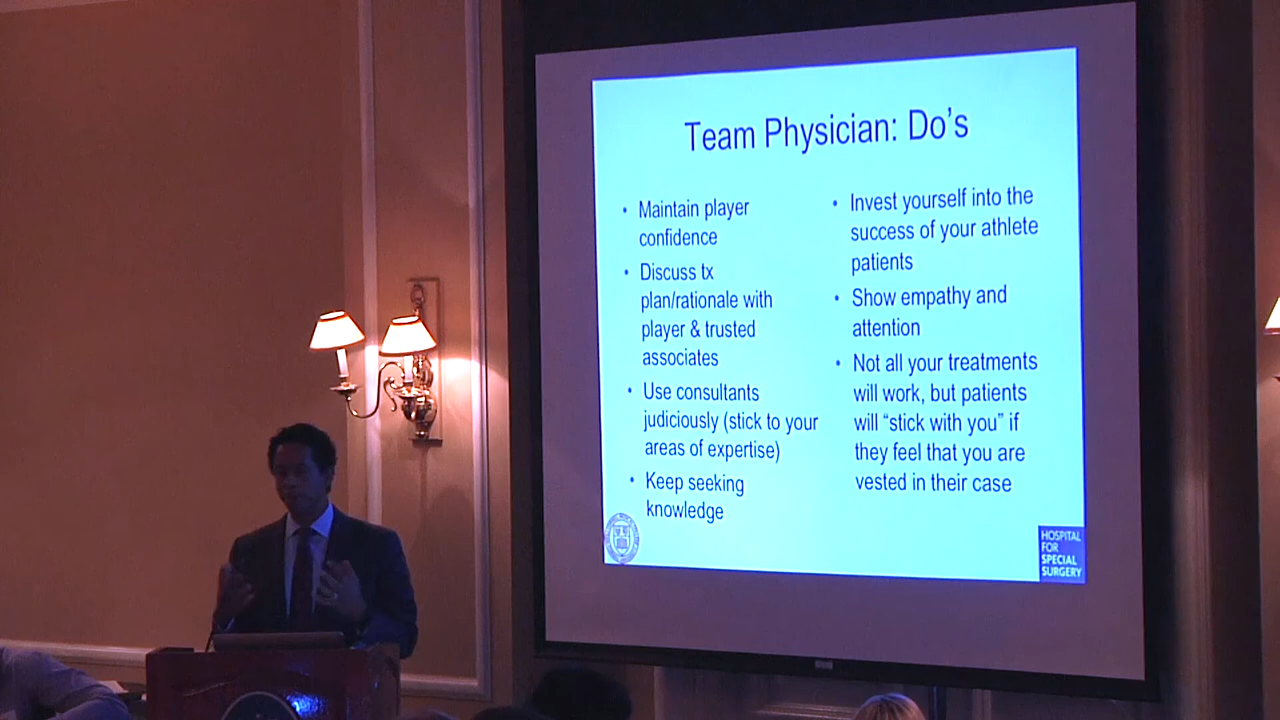 Team Physician: Do's
• Maintain player
confidence
• Discuss tx
plan/rationale with
player & trusted
associates
• Use consultants
judiciously (stick to your
areas of expertise)
• Keep seeking
knowledge
• Invest yourself into the
success of your athlete
patients
• Show empathy and
attention
• Not all your treatments
will work, but patients
will “stick with you” if
they feel that you are
vested in their case
HOSPITAL
FOR
SPECIAL
SURGERY